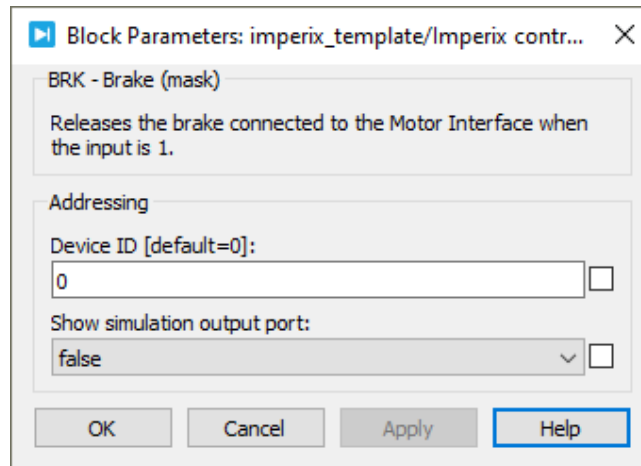 Block Parameters: imperix_template/Imperix contr...
BRK - Brake (mask)
Releases the brake connected to the Motor Interface when
the input is 1.
Addressing
Device ID [default=0]:
0
Show simulation output port:
false
OK Cancel Apply Help